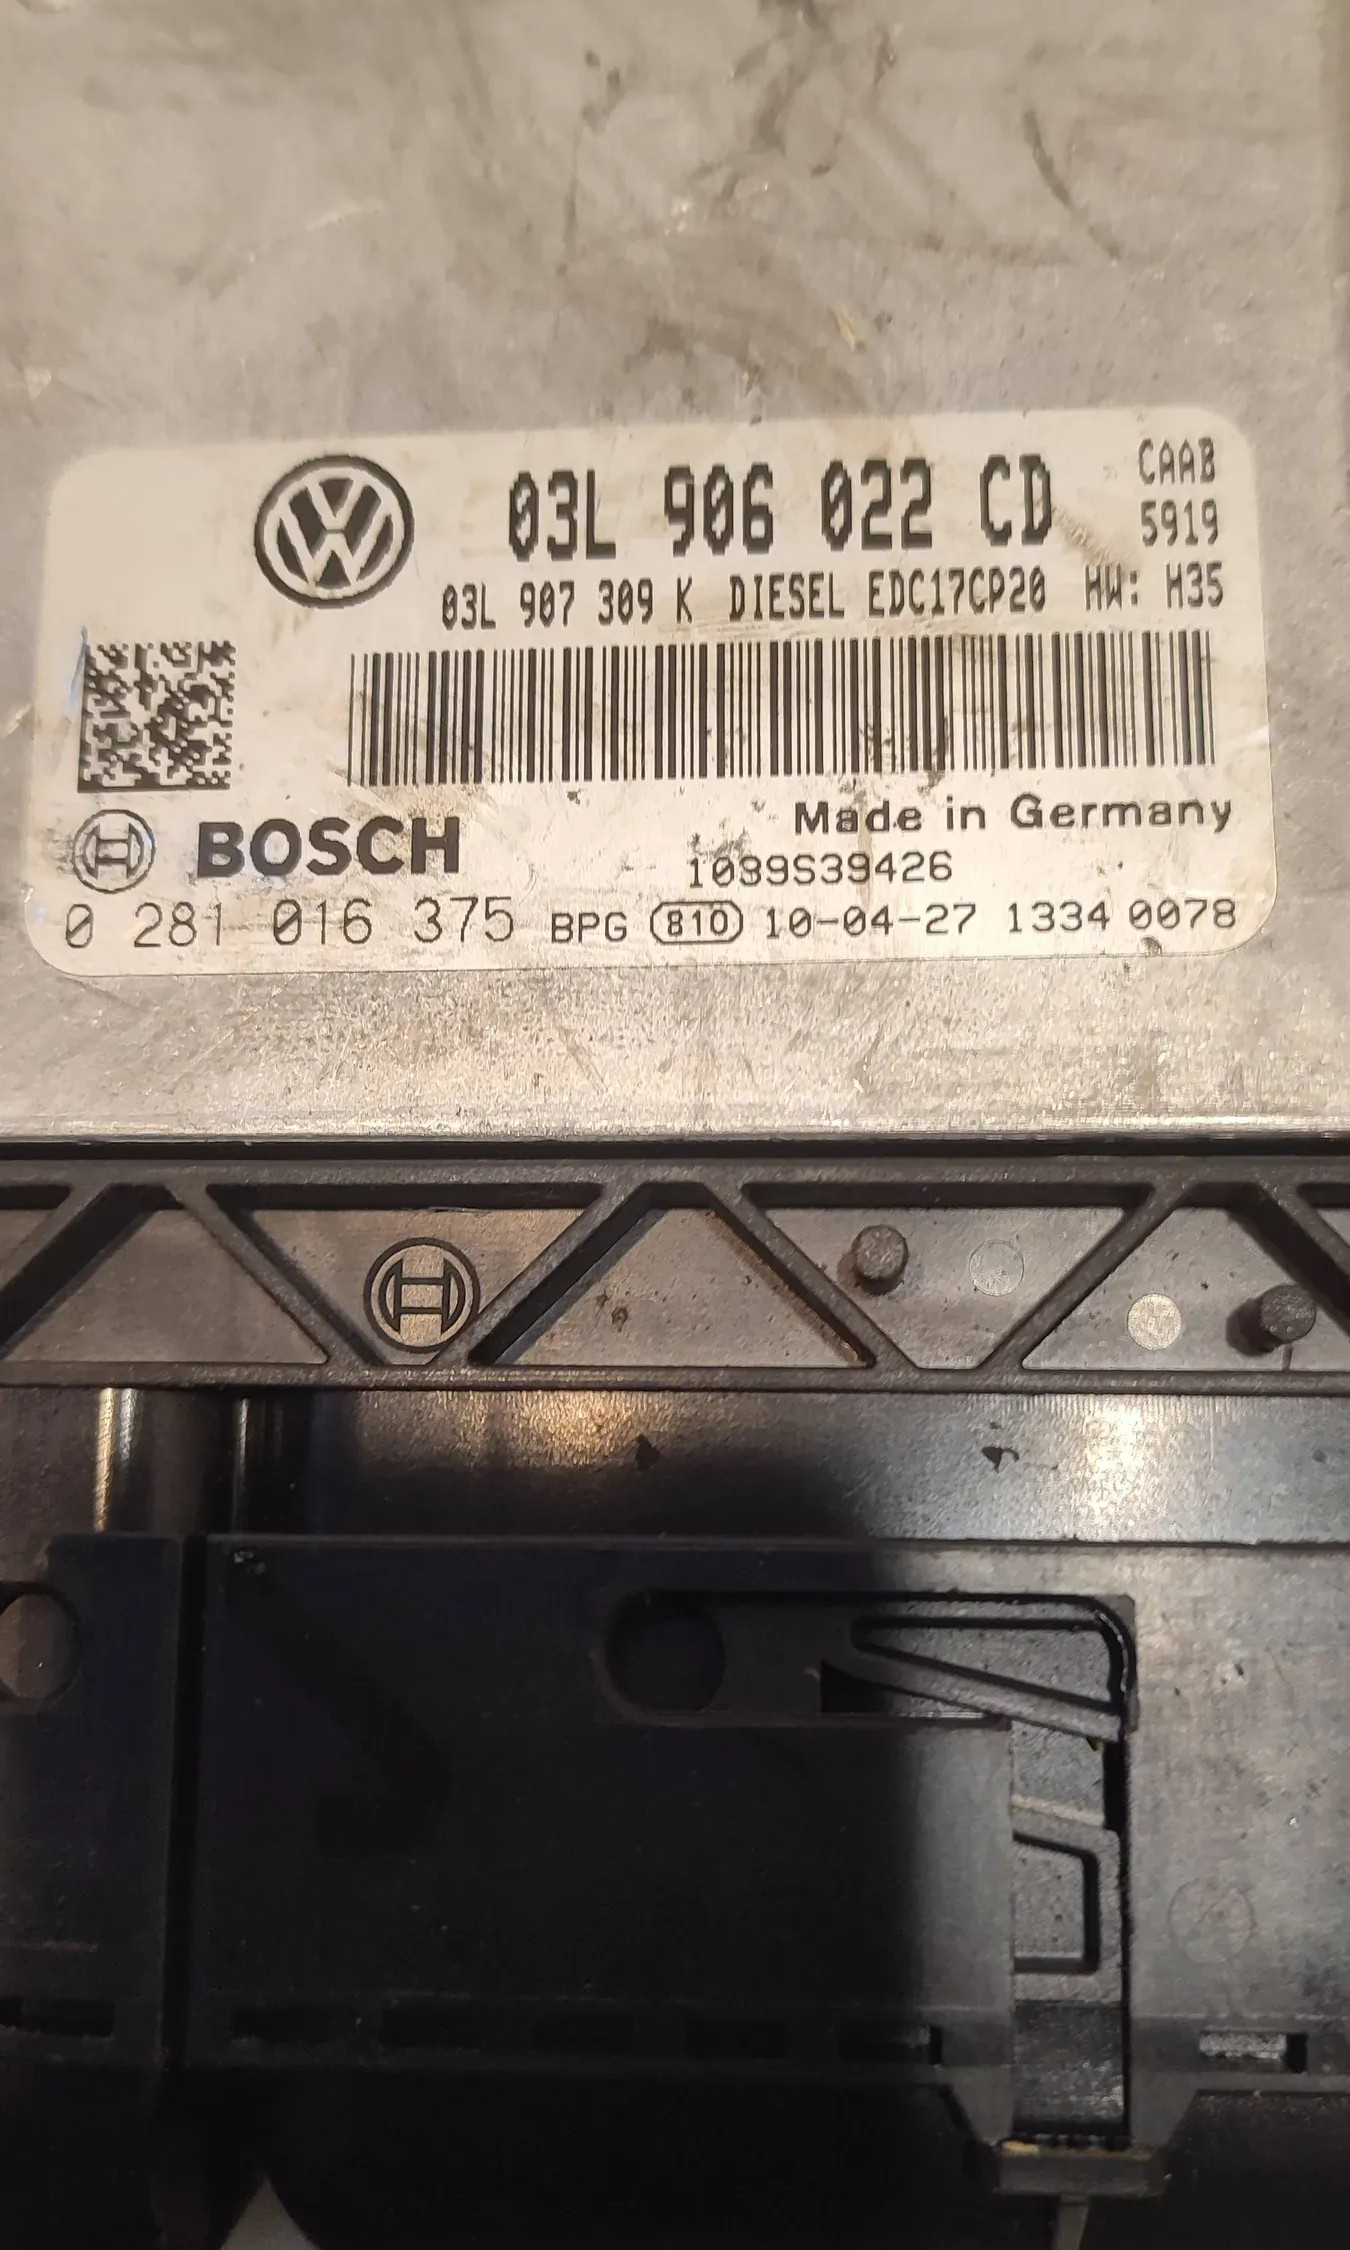 03L 906 022 CD CAAB
5919
03L 907 309 K DIESEL EDC17CP20 HW: H35
Made in Germany
BOSCH 1039S39426
0 281 016 375 BPG 810 10-04-27 1334 0078